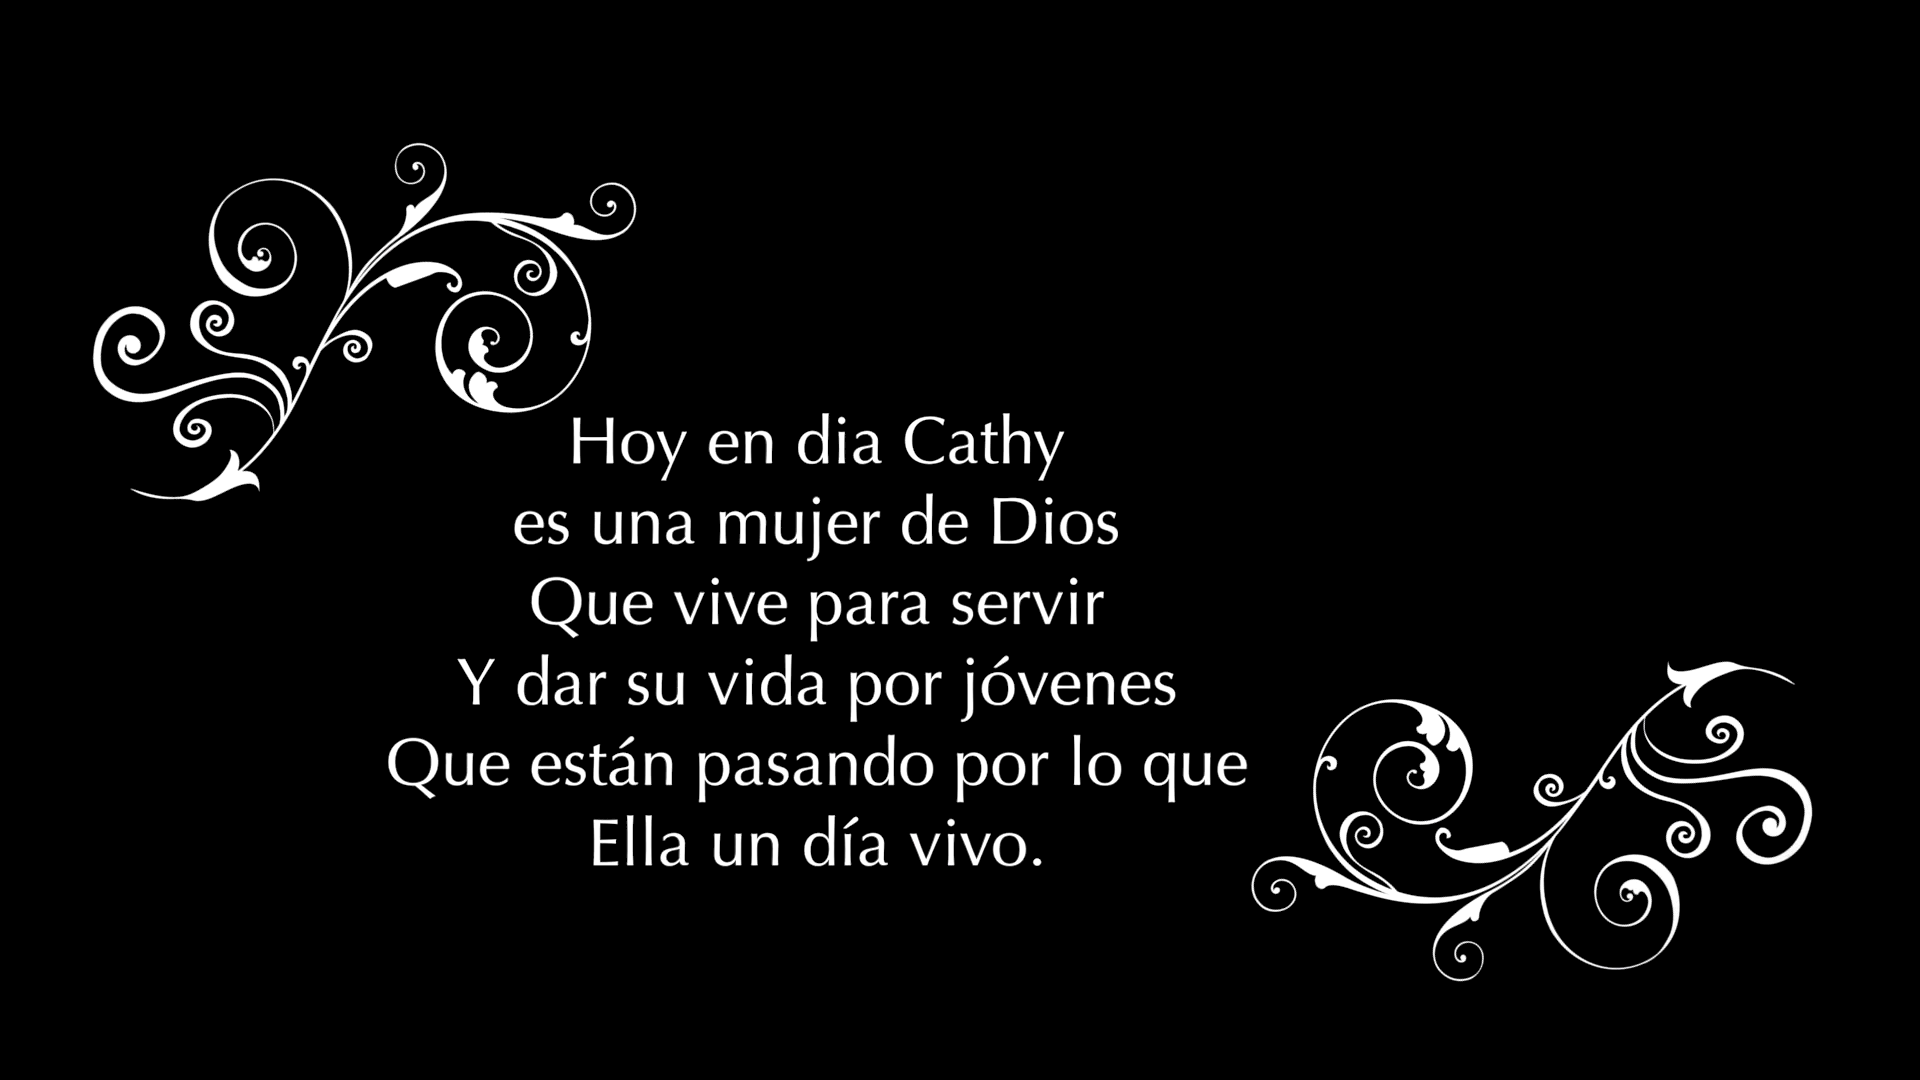 Hoy en dia Cathy
es una mujer de Dios
Que vive para servir
Y dar su vida por jóvenes
Que están pasando por lo que
Ella un día vivo.